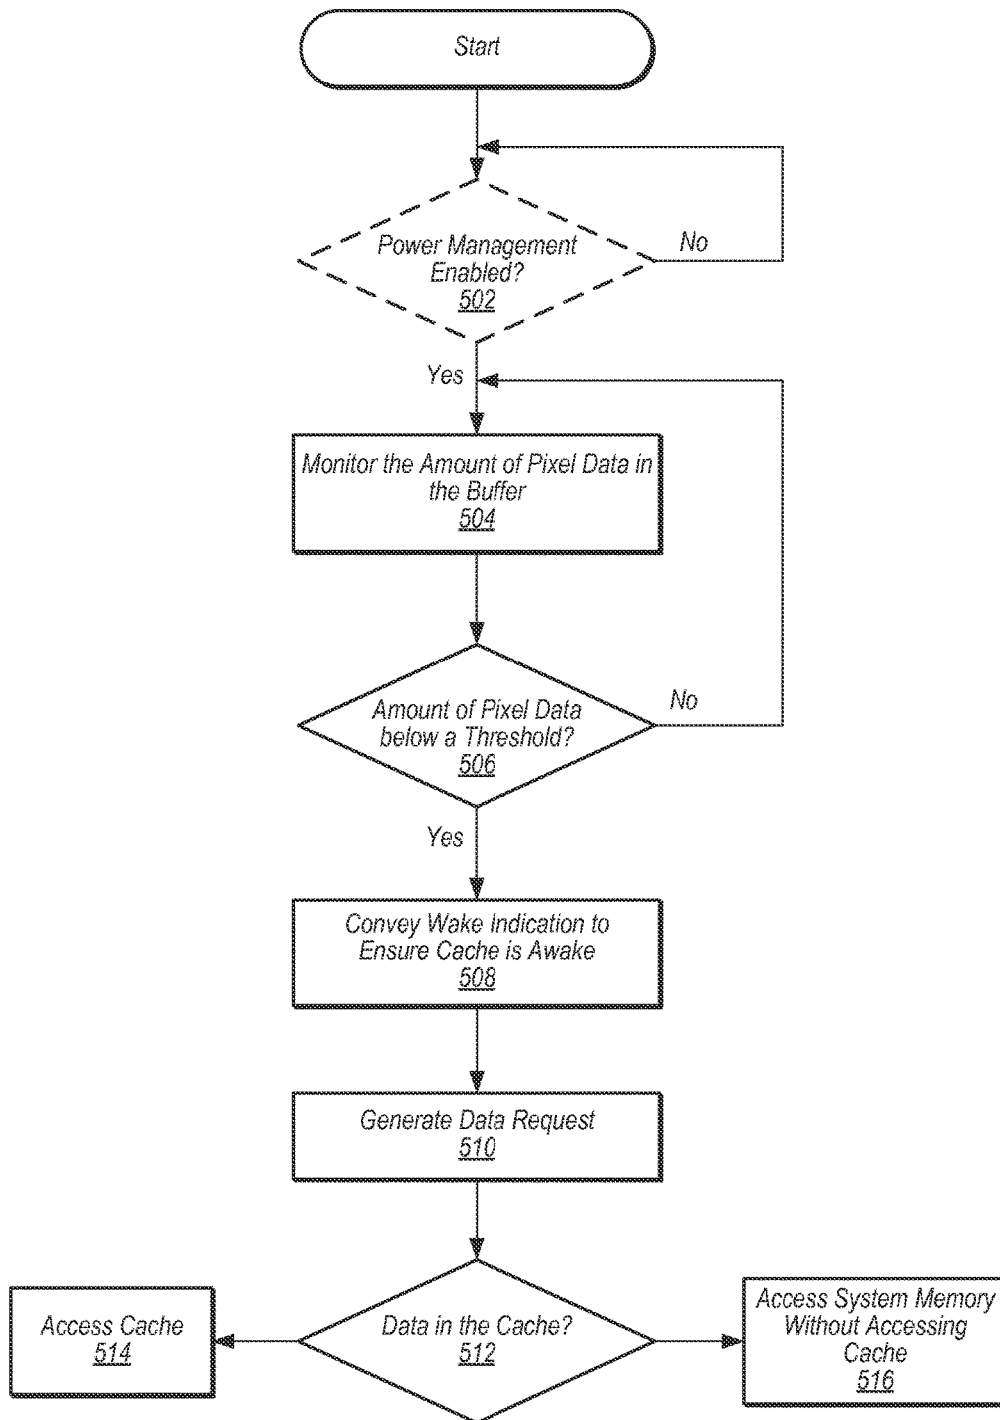 Start
Power Management
Enabled?
502
No
Yes
Monitor the Amount of Pixel Data in
the Buffer
504
Amount of Pixel Data
below a Threshold?
506
No
Yes
Convey Wake Indication to
Ensure Cache is Awake
508
Generate Data Request
510
Access Cache
514
Data in the Cache?
512
Access System Memory
Without Accessing
Cache
516